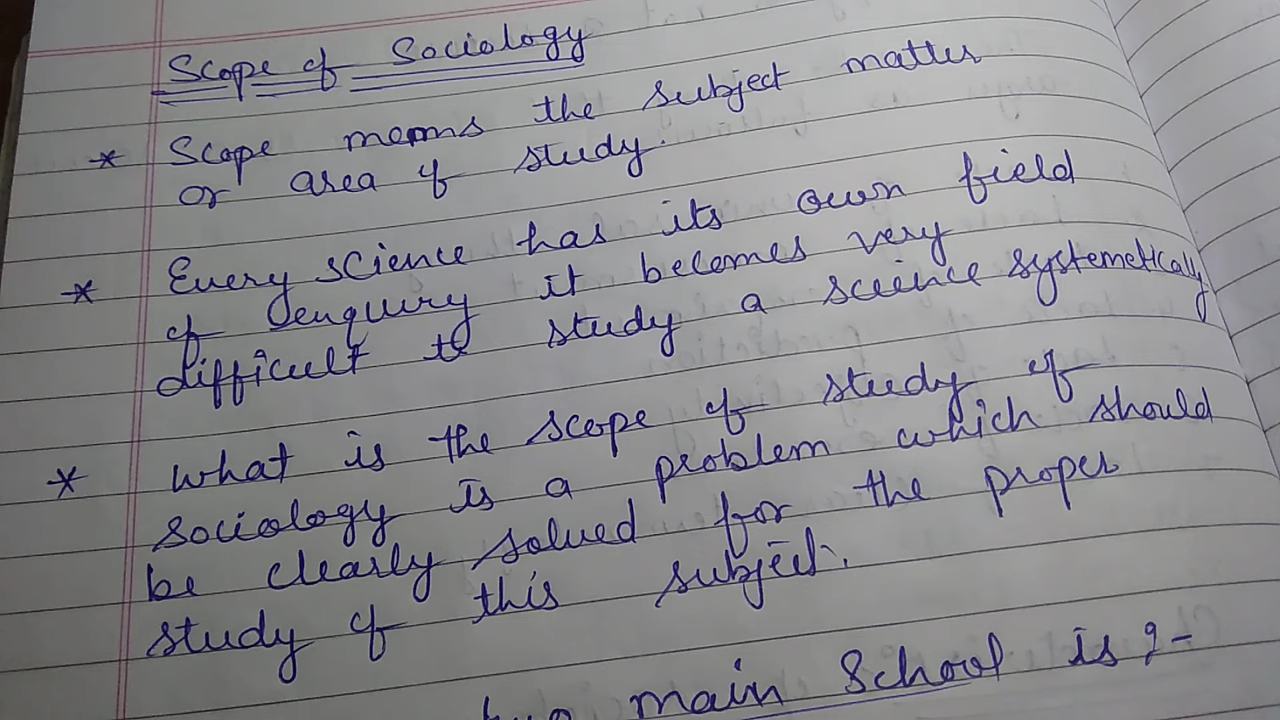 Scope of Sociology
* Scope means the subject matter
or area of study.
* Every science has its own field
of enquiry it becomes very
difficult to study a science systemetically
* What is the scope of study of
sociology is a problem which should
be clearly solved for the proper
study of this subject.
main School is :-